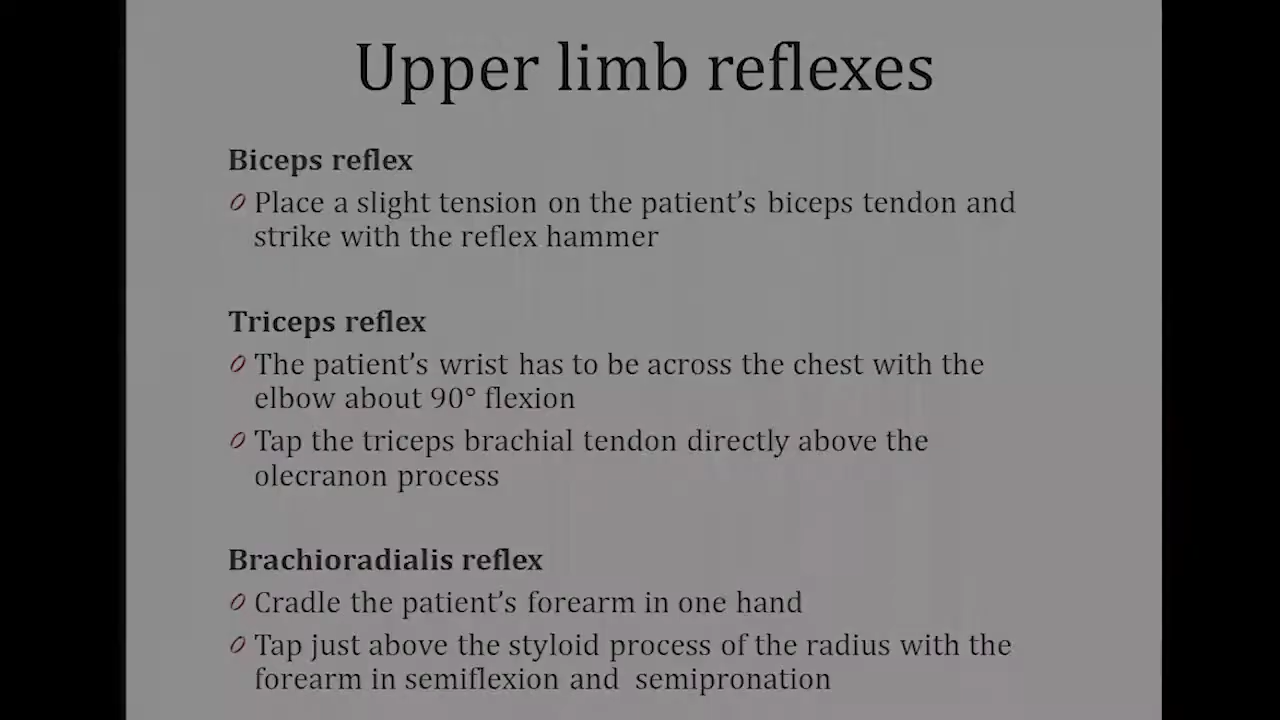 Upper limb reflexes
Biceps reflex
Place a slight tension on the patient’s biceps tendon and
strike with the reflex hammer
Triceps reflex
The patient’s wrist has to be across the chest with the
elbow about 90° flexion
Tap the triceps brachial tendon directly above the
olecranon process
Brachioradialis reflex
Cradle the patient’s forearm in one hand
Tap just above the styloid process of the radius with the
forearm in semiflexion and  semipronation